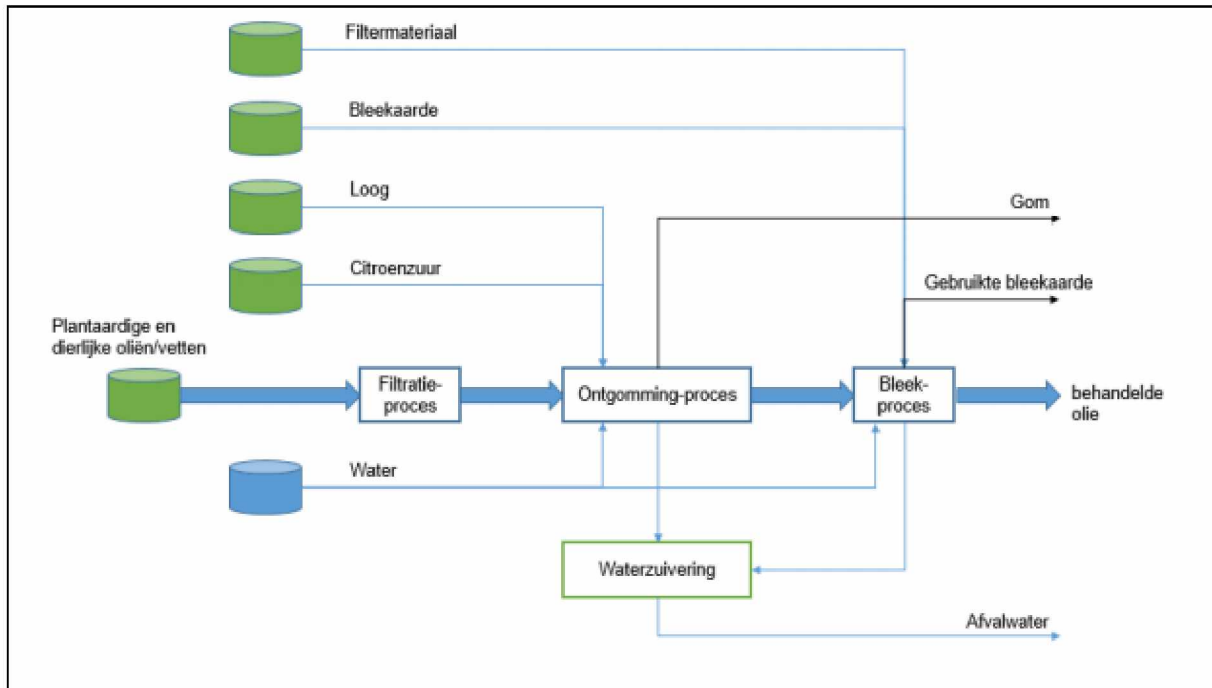 Filtermateriaal
Bleekaarde
Loog
Gom
Citroenzuur
Gebruikte bleekaarde
Plantaardige en
dierlijke oliën/vetten
Filtratie-
proces
Ontgomming-proces
Bleek-
proces
behandelde
olie
Water
Waterzuivering
Afvalwater